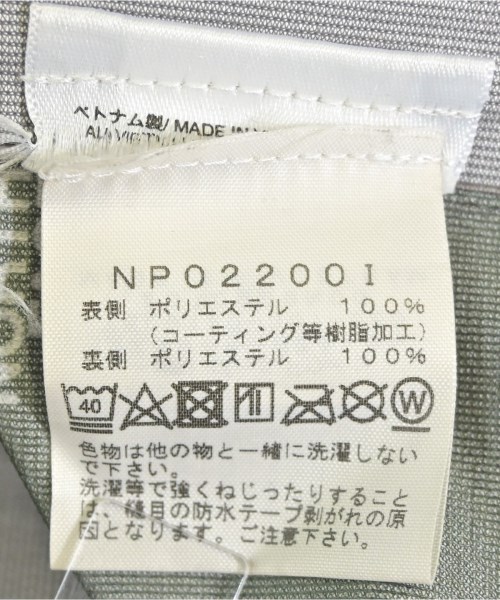 ベトナム製/ MADE IN
NP02200I
表側 ポリエステル 100%
(コーティング等樹脂加工)
裏側 ポリエステル 100%
40
W
色物は他の物と一緒に洗濯しない
で下さい。
洗濯等で強くねじったりすること
は、縫目の防水テープ剥がれの原
因となります。ご注意下さい。